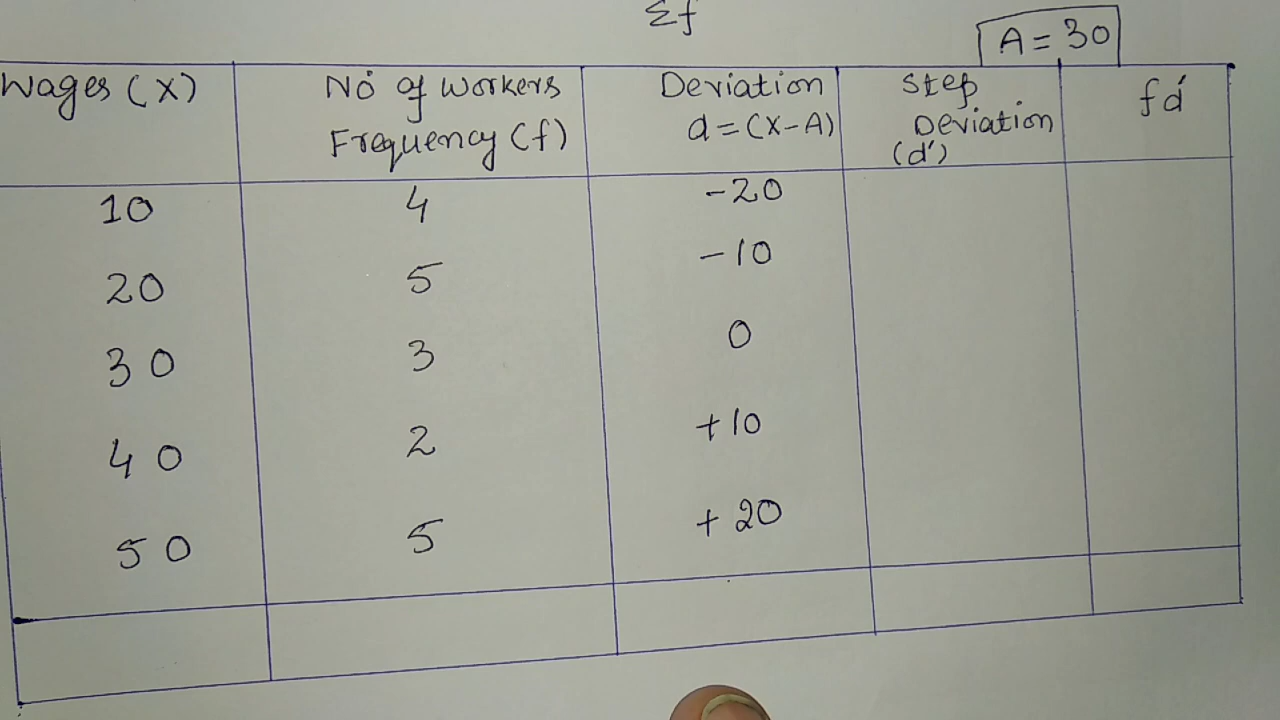 Σf
A = 30
Wages (X) No of Workers Frequency (f) Deviation d = (X-A) Step Deviation (d') fd'
10 4 -20
20 5 -10
30 3 0
40 2 +10
50 5 +20